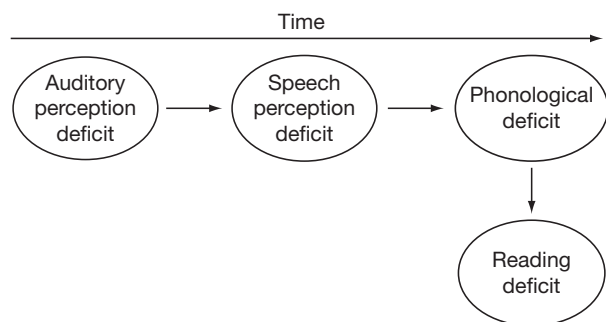 Time
Auditory
perception
deficit
Speech
perception
deficit
Phonological
deficit
Reading
deficit